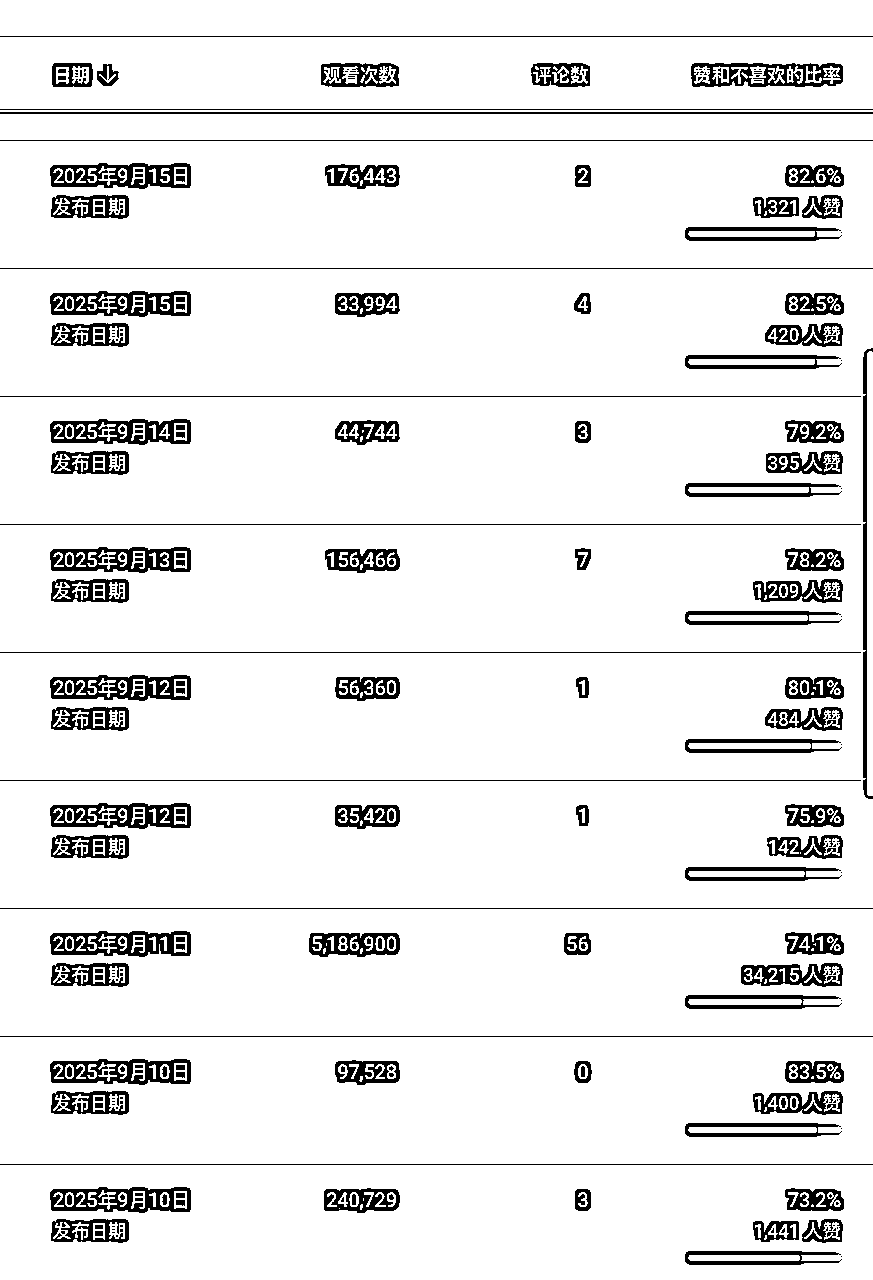 日期 ↓ 观看次数 评论数 赞和不喜欢的比率
2025年9月15日 176,443 2 82.6%
发布日期 1,321 人赞
2025年9月15日 33,994 4 82.5%
发布日期 420 人赞
2025年9月14日 44,744 3 79.2%
发布日期 395 人赞
2025年9月13日 156,466 7 78.2%
发布日期 1,209 人赞
2025年9月12日 56,360 1 80.1%
发布日期 484 人赞
2025年9月12日 35,420 1 75.9%
发布日期 142 人赞
2025年9月11日 5,186,900 56 74.1%
发布日期 34,215 人赞
2025年9月10日 97,528 0 83.5%
发布日期 1,400 人赞
2025年9月10日 240,729 3 73.2%
发布日期 1,441 人赞